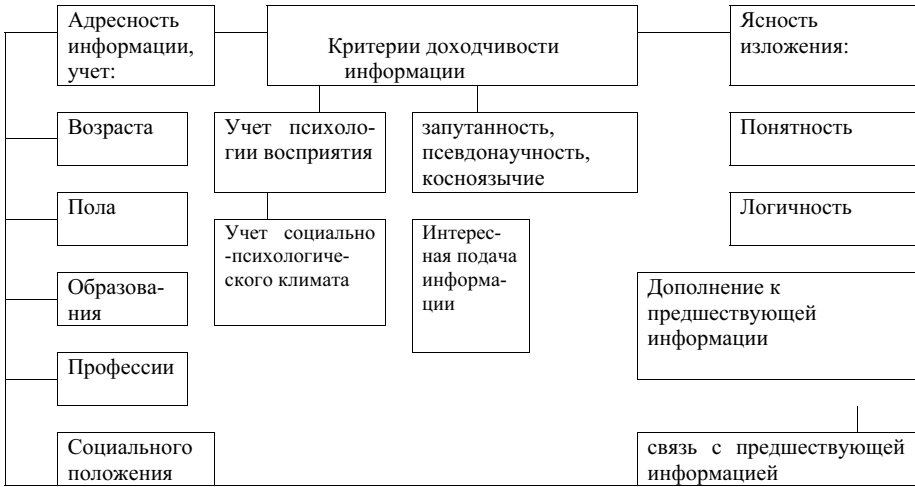 Адресность
информации,
учет:
Критерии доходчивости
информации
Ясность
изложения:
Возраста
Учет психоло-
гии восприятия
запутанность,
псевдонаучность,
косноязычие
Понятность
Пола
Учет социально
-психологиче-
ского климата
Интерес-
ная подача
информа-
ции
Логичность
Образова-
ния
Дополнение к
предшествующей
информации
Профессии
Социального
положения
связь с предшествующей
информацией